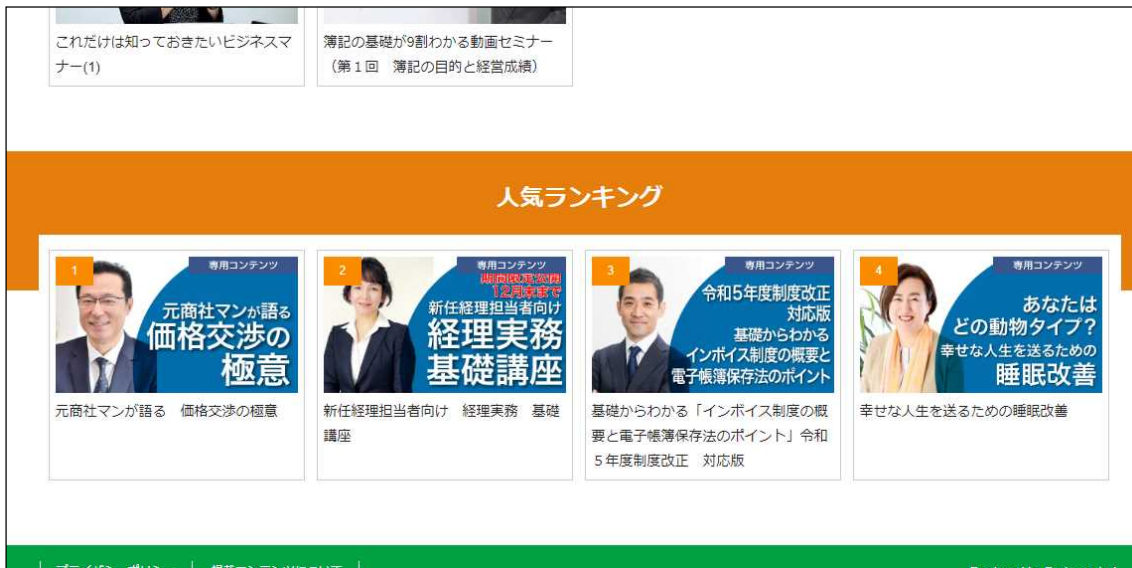 これだけは知っておきたいビジネスマ
ナー(1)
簿記の基礎が9割わかる動画セミナー
（第１回　簿記の目的と経営成績）
人気ランキング
1
専用コンテンツ
元商社マンが語る
価格交渉の
極意
元商社マンが語る　価格交渉の極意
2
専用コンテンツ
期間限定公開
12月末まで
新任経理担当者向け
経理実務
基礎講座
新任経理担当者向け　経理実務　基礎
講座
3
専用コンテンツ
令和5年度制度改正
対応版
基礎からわかる
インボイス制度の概要と
電子帳簿保存法のポイント
基礎からわかる「インボイス制度の概
要と電子帳簿保存法のポイント」令和
５年度制度改正　対応版
4
専用コンテンツ
あなたは
どの動物タイプ?
幸せな人生を送るための
睡眠改善
幸せな人生を送るための睡眠改善